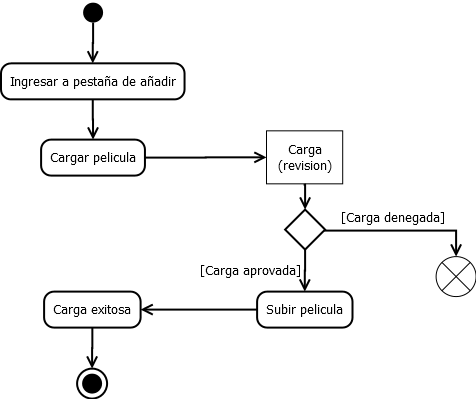 Ingresar a pestaña de añadir
Cargar pelicula
Carga
(revision)
[Carga denegada]
[Carga aprovada]
Subir pelicula
Carga exitosa